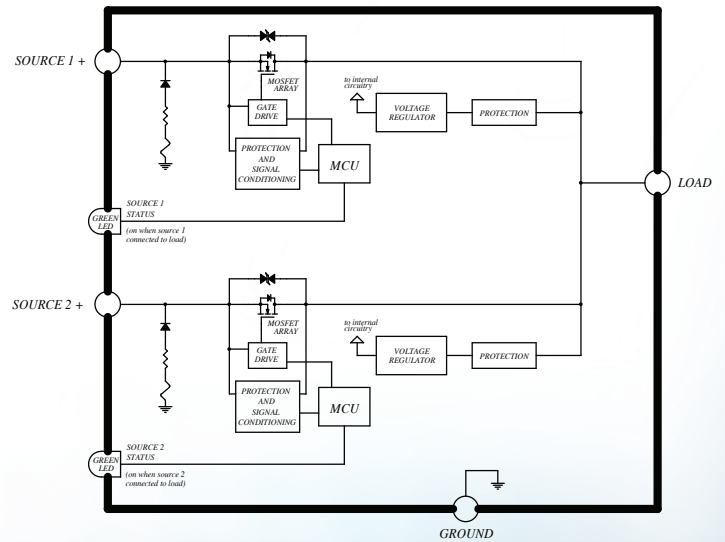 SOURCE 1 +
MOSFET
ARRAY
GATE
DRIVE
PROTECTION
AND
SIGNAL
CONDITIONING
MCU
to internal
circuitry
VOLTAGE
REGULATOR
PROTECTION
LOAD
GREEN
LED
SOURCE 1
STATUS
(on when source 1
connected to load)
SOURCE 2 +
MOSFET
ARRAY
GATE
DRIVE
PROTECTION
AND
SIGNAL
CONDITIONING
MCU
to internal
circuitry
VOLTAGE
REGULATOR
PROTECTION
GREEN
LED
SOURCE 2
STATUS
(on when source 2
connected to load)
GROUND